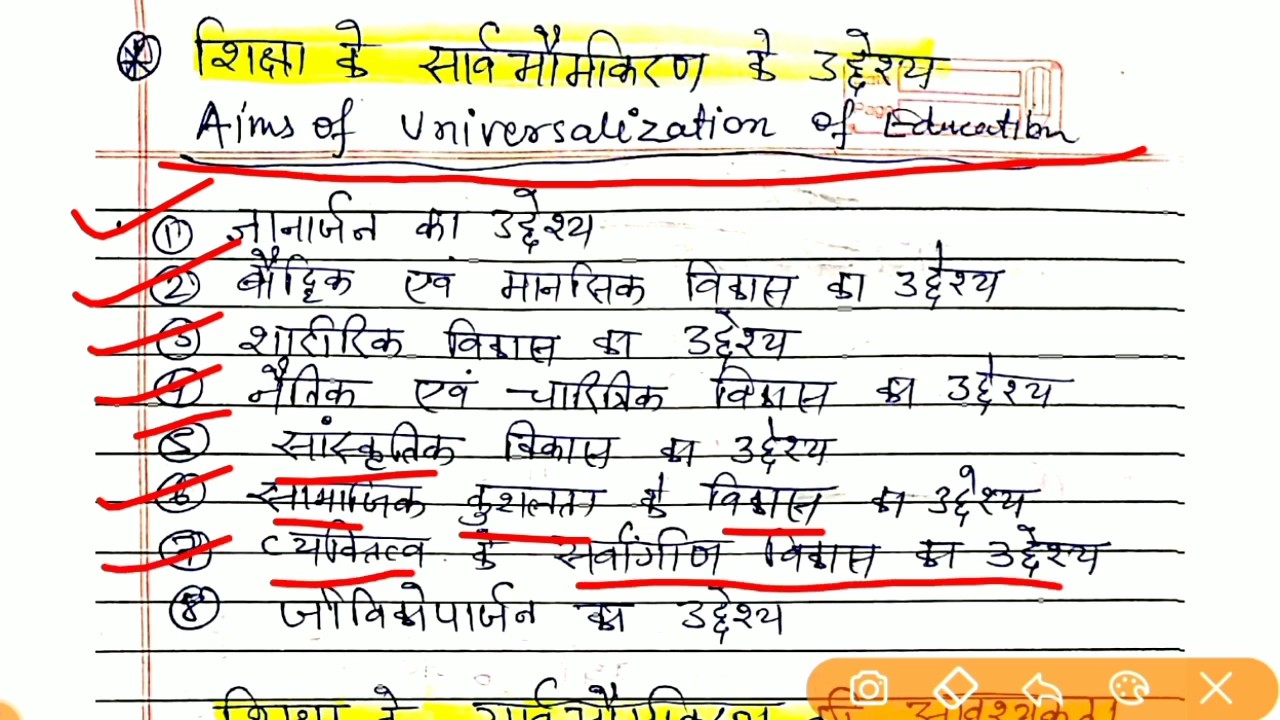 शिक्षा के सार्वभौमीकरण के उद्देश्य
Aims of Universalization of Education
① ज्ञानार्जन का उद्देश्य
② बौद्धिक एवं मानसिक विकास का उद्देश्य
③ शारीरिक विकास का उद्देश्य
④ नैतिक एवं चारित्रिक विकास का उद्देश्य
⑤ सांस्कृतिक विकास का उद्देश्य
⑥ सामाजिक कुशलता के विकास का उद्देश्य
⑦ व्यक्तित्व के सर्वांगीण विकास का उद्देश्य
⑧ जीविकोपार्जन का उद्देश्य
शिक्षा के सार्वभौमीकरण की आवश्यकता